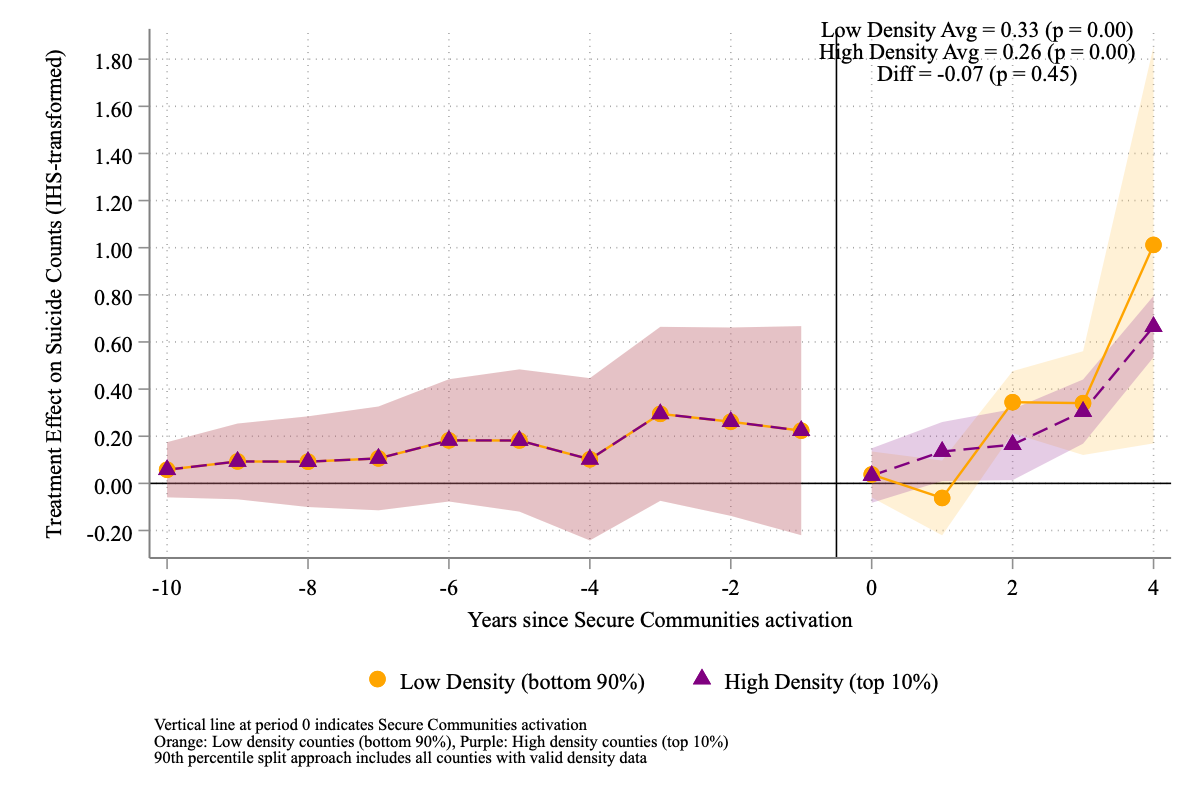 Low Density Avg = 0.33 (p = 0.00)
High Density Avg = 0.26 (p = 0.00)
Diff = -0.07 (p = 0.45)
Treatment Effect on Suicide Counts (IHS-transformed)
1.80
1.60
1.40
1.20
1.00
0.80
0.60
0.40
0.20
0.00
-0.20
-10 -8 -6 -4 -2 0 2 4
Years since Secure Communities activation
Low Density (bottom 90%) High Density (top 10%)
Vertical line at period 0 indicates Secure Communities activation
Orange: Low density counties (bottom 90%), Purple: High density counties (top 10%)
90th percentile split approach includes all counties with valid density data